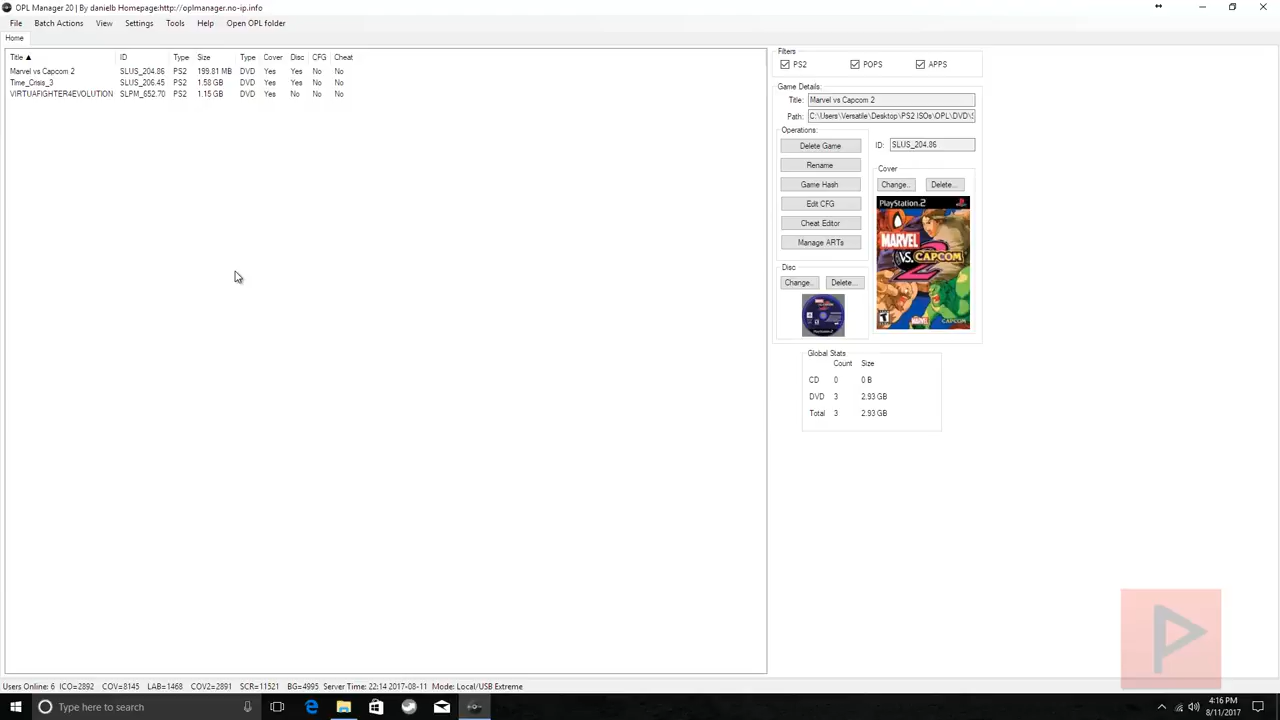 OPL Manager 20 | By danielb Homepage:http://oplmanager.no-ip.info
File Batch Actions View Settings Tools Help Open OPL folder
Home
Title ID Type Size Type Cover Disc CFG Cheat
Marvel vs Capcom 2 SLUS_204.86 PS2 199.81 MB DVD Yes Yes No No
Time_Crisis_3 SLUS_206.45 PS2 1.58 GB DVD Yes Yes No No
VIRTUAFIGHTER4EVOLUTION SLPM_652.70 PS2 1.15 GB DVD Yes No No No
Filters
PS2 POPS APPS
Game Details:
Title: Marvel vs Capcom 2
Path: C:\Users\Versatile\Desktop\PS2 ISOs\OPL\DVD\
Operations:
Delete Game
ID: SLUS_204.86
Rename
Cover
Game Hash
Change.. Delete...
Edit CFG
Cheat Editor
Manage ARTs
PlayStation.2
MARVEL
VS. CAPCOM
2
MARVEL CAPCOM
Disc
Change.. Delete...
Global Stats
Count Size
CD 0 0 B
DVD 3 2.93 GB
Total 3 2.93 GB
Users Online: 6 ICO=2892 COV=8145 LAB=1468 COV2=2891 SCR=11521 BG=4995 Server Time: 22:14 2017-08-11 Mode: Local/USB Extreme
Type here to search
4:16 PM
8/11/2017